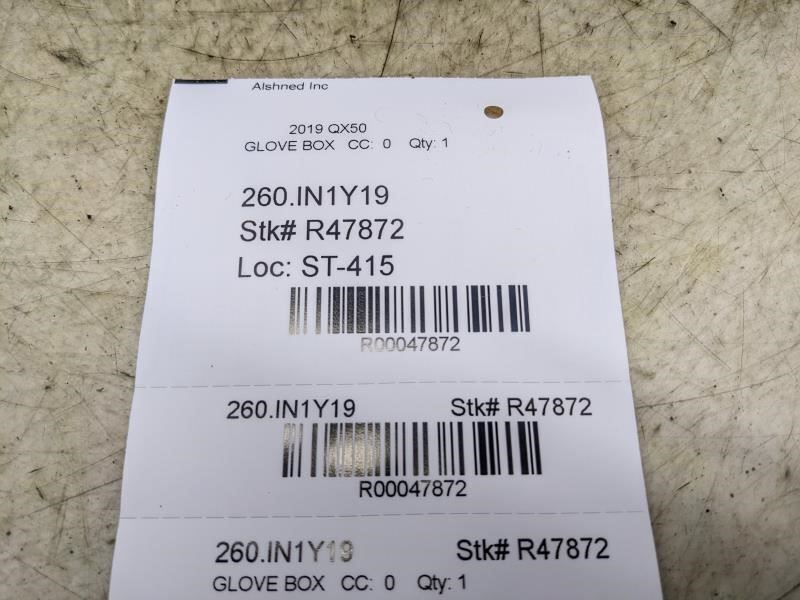 Alshned Inc
2019 QX50
GLOVE BOX CC: 0 Qty: 1
260.IN1Y19
Stk# R47872
Loc: ST-415
R00047872
260.IN1Y19 Stk# R47872
R00047872
260.IN1Y19 Stk# R47872
GLOVE BOX CC: 0 Qty: 1